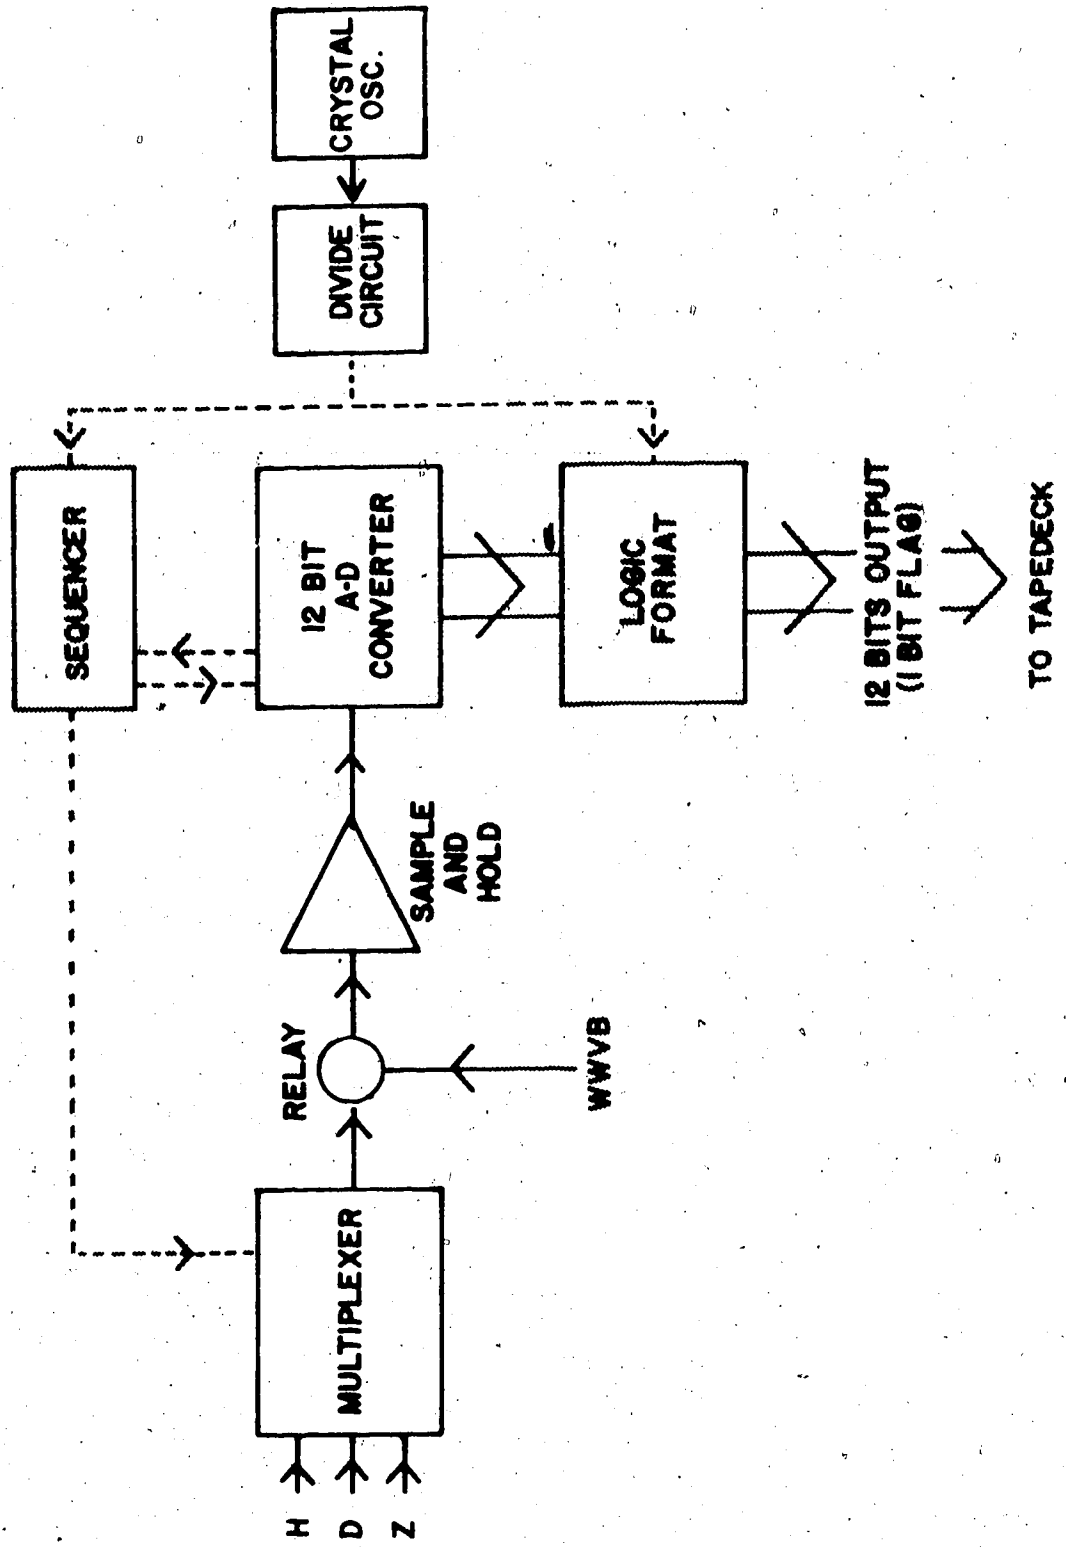 H
D
Z
MULTIPLEXER
RELAY
WWVB
SAMPLE
AND
HOLD
SEQUENCER
12 BIT
A-D
CONVERTER
LOGIC
FORMAT
12 BITS OUTPUT
(1 BIT FLAG)
TO TAPEDECK
DIVIDE
CIRCUIT
CRYSTAL
OSC.